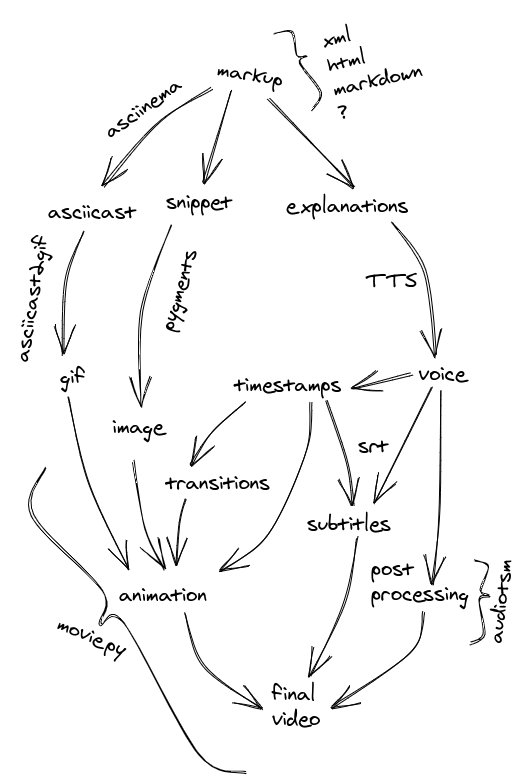 xml
html
markdown
?
markup
asciinema
asciicast
snippet
explanations
asciicast2gif
pygments
TTS
gif
timestamps
voice
image
srt
transitions
subtitles
animation
post
processing
audiotsm
moviepy
final
video